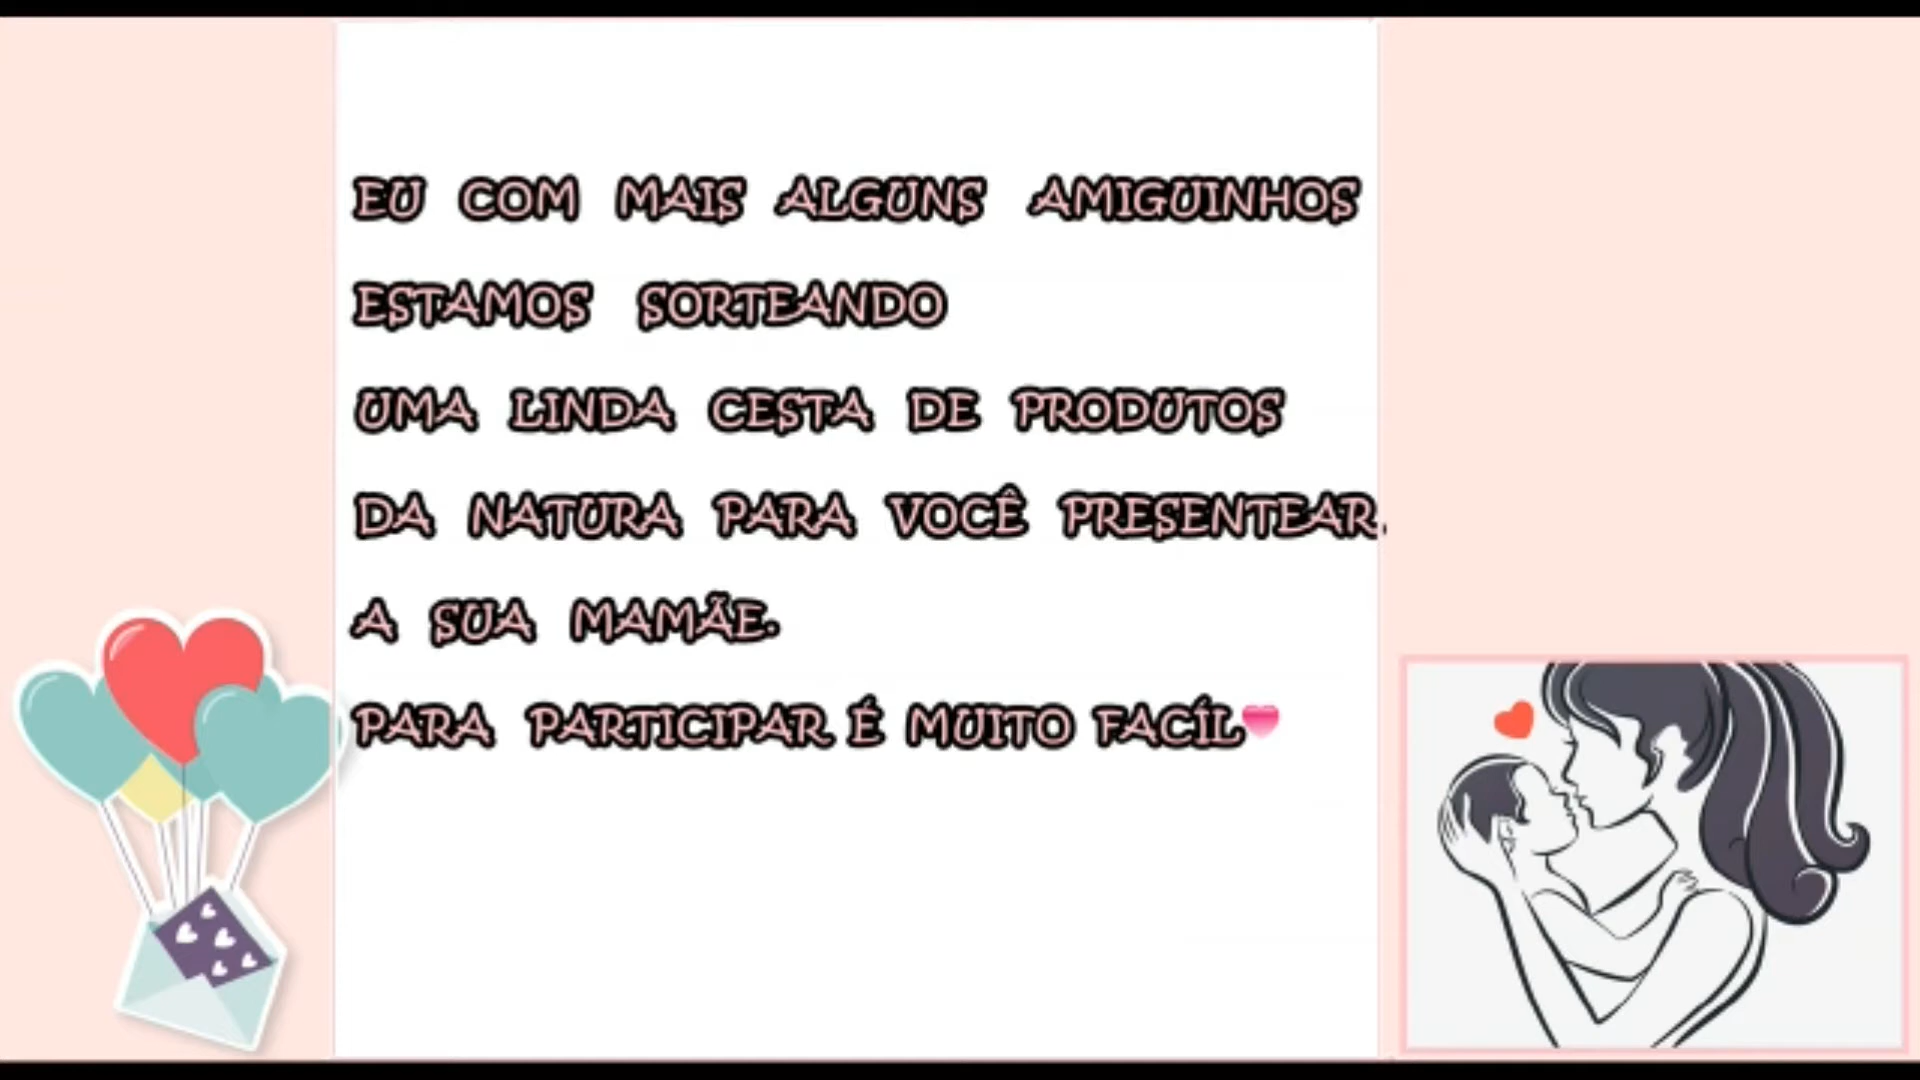 EU COM MAIS ALGUNS AMIGUINHOS
ESTAMOS SORTEANDO
UMA LINDA CESTA DE PRODUTOS
DA NATURA PARA VOCÊ PRESENTEAR.
A SUA MAMÃE.
PARA PARTICIPAR É MUITO FACÍL💗